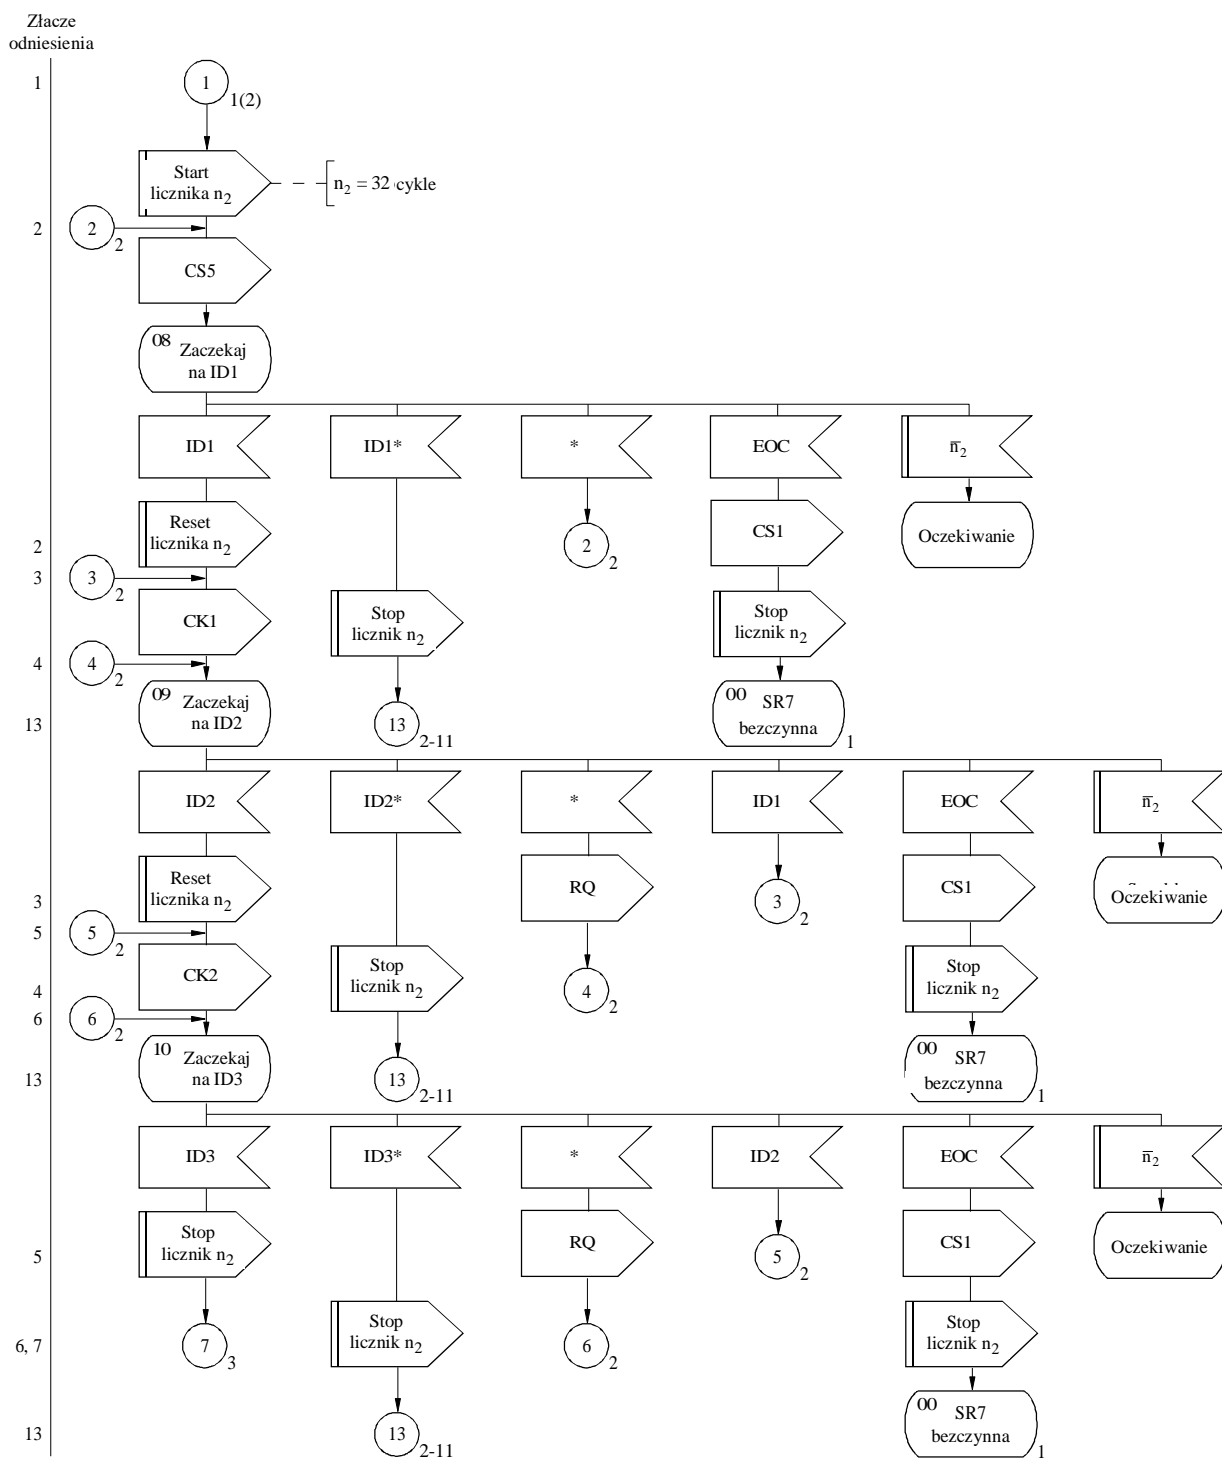 Złacze
odniesienia
1
1
1(2)
Start
licznika n2
n2 = 32 cykle
2
2
2
CS5
08 Zaczekaj
na ID1
ID1
ID1*
*
EOC
n̅2
Reset
licznika n2
CS1
Oczekiwanie
2
2
2
3
3
2
CK1
Stop
licznik n2
Stop
licznik n2
4
4
2
09 Zaczekaj
na ID2
13
13
2-11
00 SR7
bezczynna
1
ID2
ID2*
*
ID1
EOC
n̅2
Reset
licznika n2
RQ
CS1
Oczekiwanie
3
3
2
5
5
2
CK2
Stop
licznik n2
4
4
2
Stop
licznik n2
6
6
2
10 Zaczekaj
na ID3
13
13
2-11
00 SR7
bezczynna
1
ID3
ID3*
*
ID2
EOC
n̅2
Stop
licznik n2
RQ
5
5
2
CS1
Oczekiwanie
6, 7
7
3
Stop
licznik n2
6
2
Stop
licznik n2
13
13
2-11
00 SR7
bezczynna
1